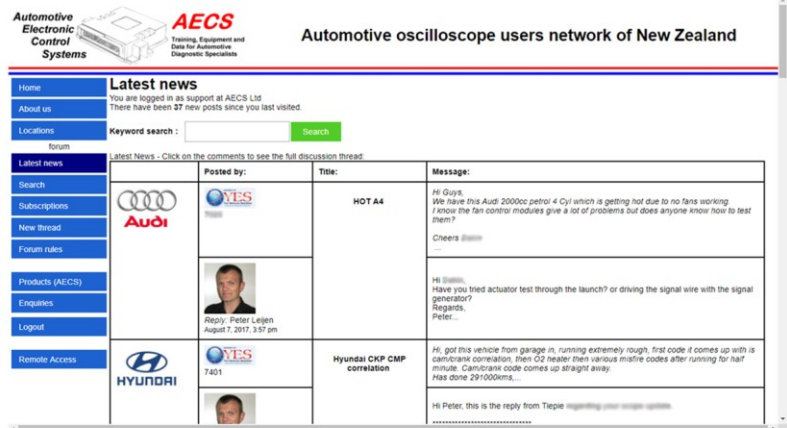 Automotive
Electronic
Control
Systems
AECS
Training, Equipment and
Data for Automotive
Diagnostic Specialists
Automotive oscilloscope users network of New Zealand
Home
About us
Locations
forum
Latest news
Search
Subscriptions
New thread
Forum rules
Products (AECS)
Enquiries
Logout
Remote Access
Latest news
You are logged in as support at AECS Ltd
There have been 37 new posts since you last visited.
Keyword search :
Search
Latest News - Click on the comments to see the full discussion thread:
Posted by:
Title:
Message:
Audi
YES
HOT A4
Hi Guys,
We have this Audi 2000cc petrol 4 Cyl which is getting hot due to no fans working.
I know the fan control modules give a lot of problems but does anyone know how to test
them?
Cheers
...
Reply: Peter Leijen
August 7, 2017, 3:57 pm
Hi
Have you tried actuator test through the launch? or driving the signal wire with the signal
generator?
Regards,
Peter...
HYUNDAI
YES
7401
Hyundai CKP CMP
correlation
Hi, got this vehicle from garage in, running extremely rough, first code it comes up with is
cam/crank correlation, then O2 heater then various misfire codes after running for half
minute. Cam/crank code comes up straight away.
Has done 291000kms,...
Hi Peter, this is the reply from Tiepie